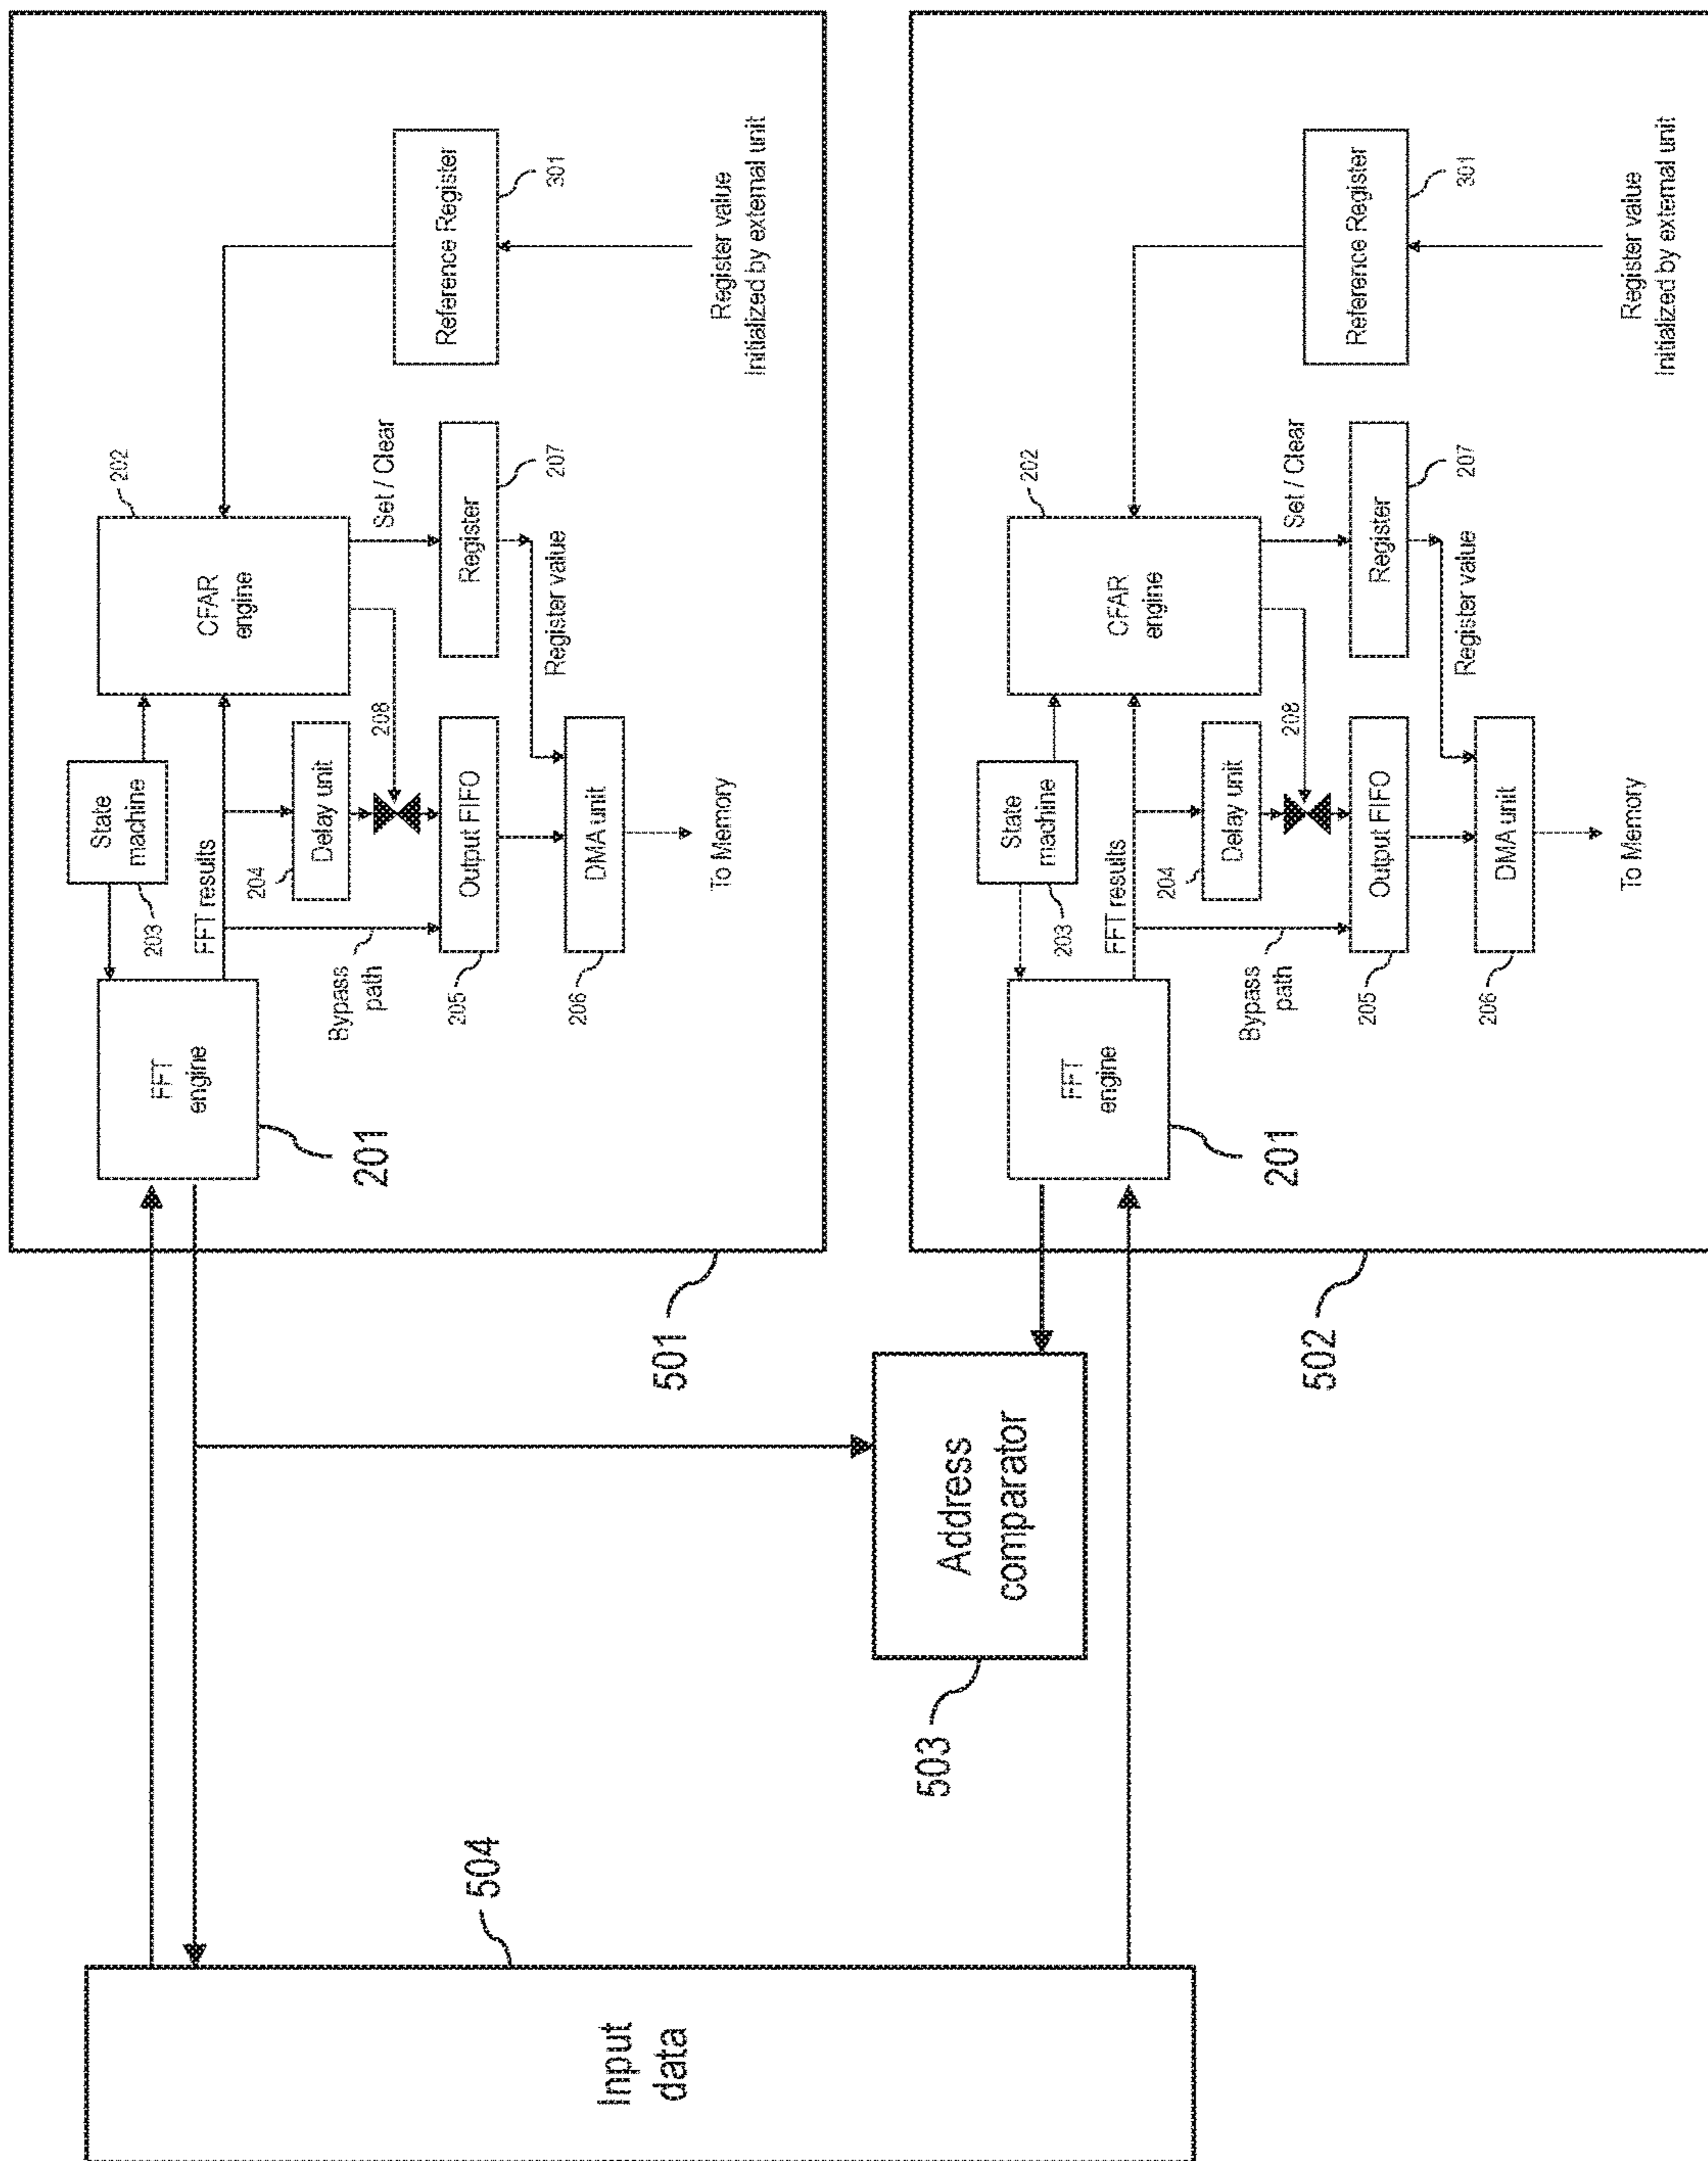 Input
data
504
Address
comparator
503
501
FFT
engine
201
State
machine
203
FFT results
204
Delay unit
Bypass
path
208
CFAR
engine
202
Output FIFO
205
Set / Clear
Register
207
Register value
DMA unit
206
To Memory
Reference Register
301
Register value
Initialized by external unit
502
FFT
engine
201
State
machine
203
FFT results
204
Delay unit
Bypass
path
208
CFAR
engine
202
Output FIFO
205
Set / Clear
Register
207
Register value
DMA unit
206
To Memory
Reference Register
301
Register value
Initialized by external unit